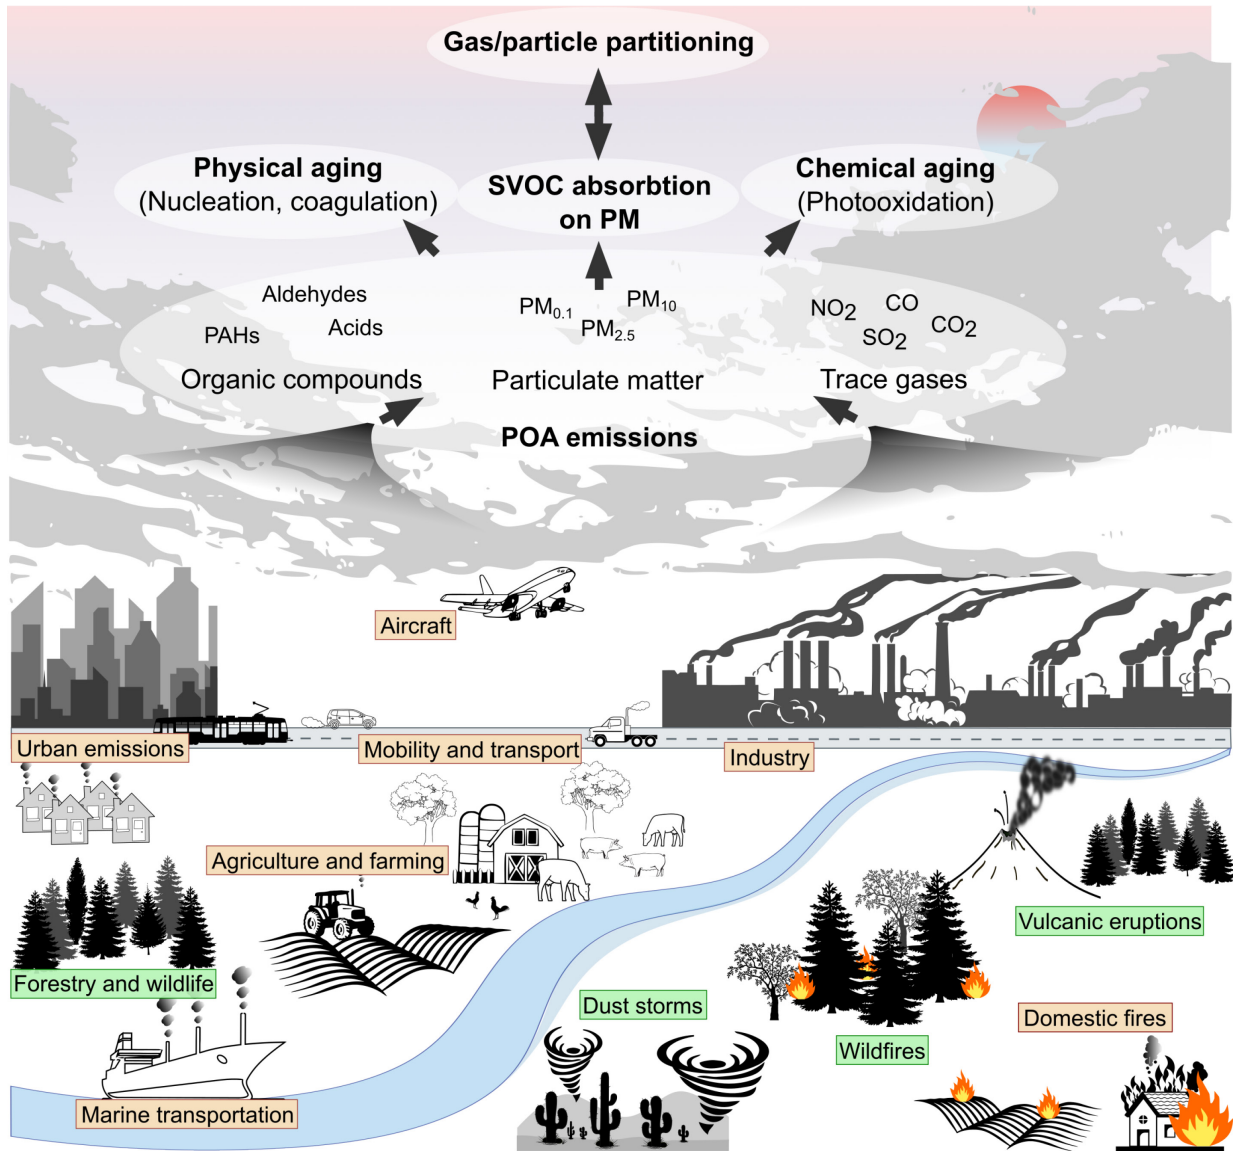 Gas/particle partitioning
Physical aging
(Nucleation, coagulation)
SVOC absorbtion
on PM
Chemical aging
(Photooxidation)
Aldehydes
PAHs
Acids
Organic compounds
PM0.1
PM10
PM2.5
Particulate matter
NO2
CO
SO2
CO2
Trace gases
POA emissions
Aircraft
Urban emissions
Mobility and transport
Industry
Agriculture and farming
Vulcanic eruptions
Forestry and wildlife
Dust storms
Domestic fires
Wildfires
Marine transportation